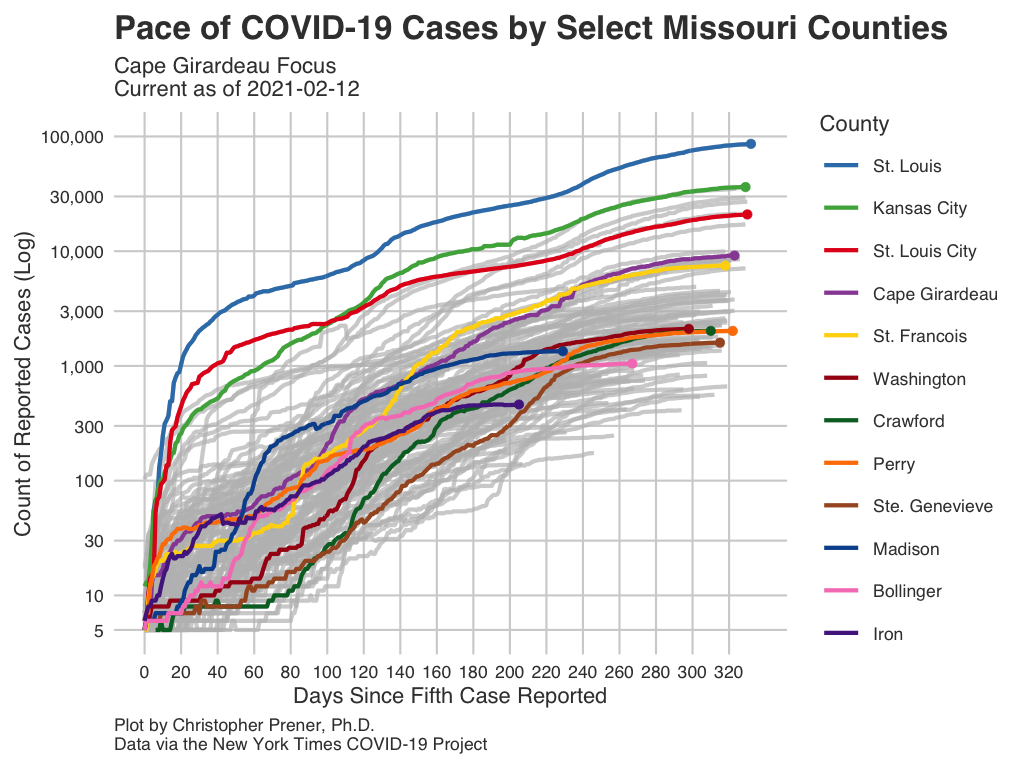 Pace of COVID-19 Cases by Select Missouri Counties
Cape Girardeau Focus
Current as of 2021-02-12
Count of Reported Cases (Log)
100,000
30,000
10,000
3,000
1,000
300
100
30
10
5
0 20 40 60 80 100 120 140 160 180 200 220 240 260 280 300 320
Days Since Fifth Case Reported
County
St. Louis
Kansas City
St. Louis City
Cape Girardeau
St. Francois
Washington
Crawford
Perry
Ste. Genevieve
Madison
Bollinger
Iron
Plot by Christopher Prener, Ph.D.
Data via the New York Times COVID-19 Project